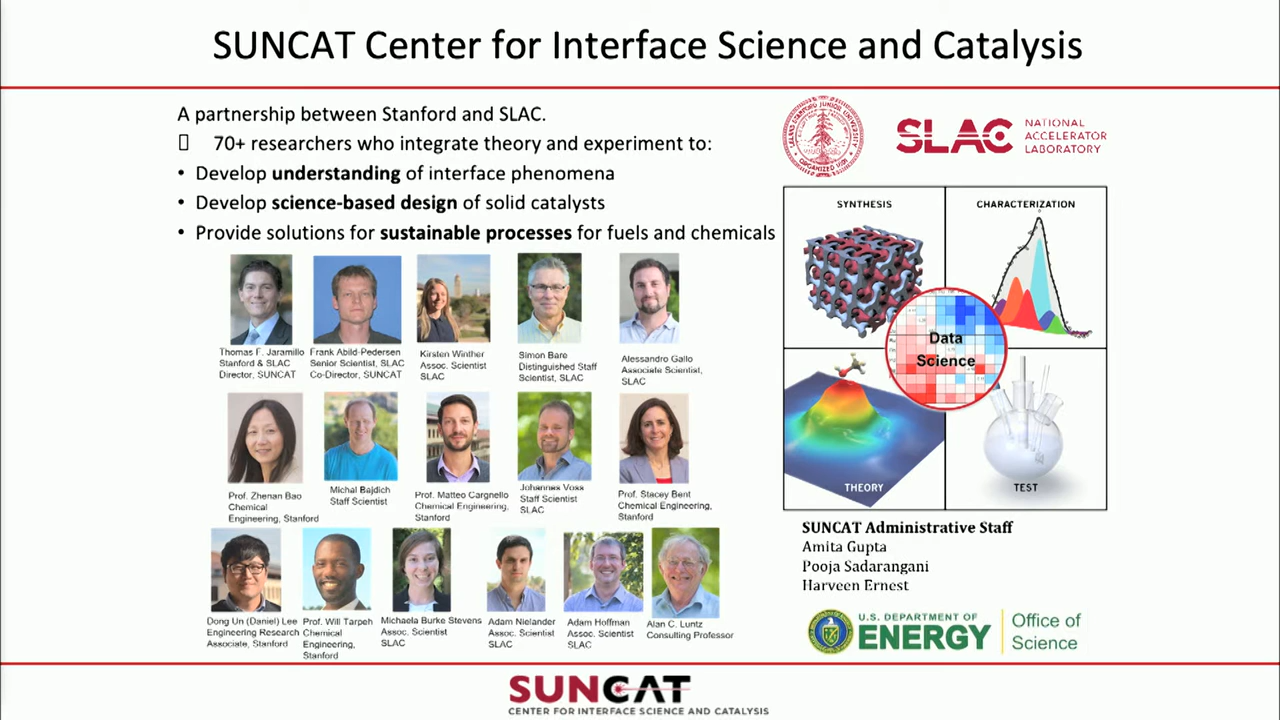 SUNCAT Center for Interface Science and Catalysis
A partnership between Stanford and SLAC.
70+ researchers who integrate theory and experiment to:
• Develop understanding of interface phenomena
• Develop science-based design of solid catalysts
• Provide solutions for sustainable processes for fuels and chemicals
Thomas F. Jaramillo
Stanford & SLAC
Director, SUNCAT
Frank Abild-Pedersen
Senior Scientist, SLAC
Co-Director, SUNCAT
Kirsten Winther
Assoc. Scientist
SLAC
Simon Bare
Distinguished Staff
Scientist, SLAC
Alessandro Gallo
Associate Scientist,
SLAC
Prof. Zhenan Bao
Chemical
Engineering, Stanford
Michal Bajdich
Staff Scientist
Prof. Matteo Cargnello
Chemical Engineering,
Stanford
Johannes Voss
Staff Scientist
SLAC
Prof. Stacey Bent
Chemical Engineering,
Stanford
Dong Un (Daniel) Lee
Engineering Research
Associate, Stanford
Prof. Will Tarpeh
Chemical
Engineering,
Stanford
Michaela Burke Stevens
Assoc. Scientist
SLAC
Adam Nielander
Assoc. Scientist
SLAC
Adam Hoffman
Assoc. Scientist
SLAC
Alan C. Luntz
Consulting Professor
SLAC
NATIONAL
ACCELERATOR
LABORATORY
SYNTHESIS
CHARACTERIZATION
Data
Science
THEORY
TEST
SUNCAT Administrative Staff
Amita Gupta
Pooja Sadarangani
Harveen Ernest
U.S. DEPARTMENT OF
ENERGY
Office of
Science
SUNCAT
CENTER FOR INTERFACE SCIENCE AND CATALYSIS